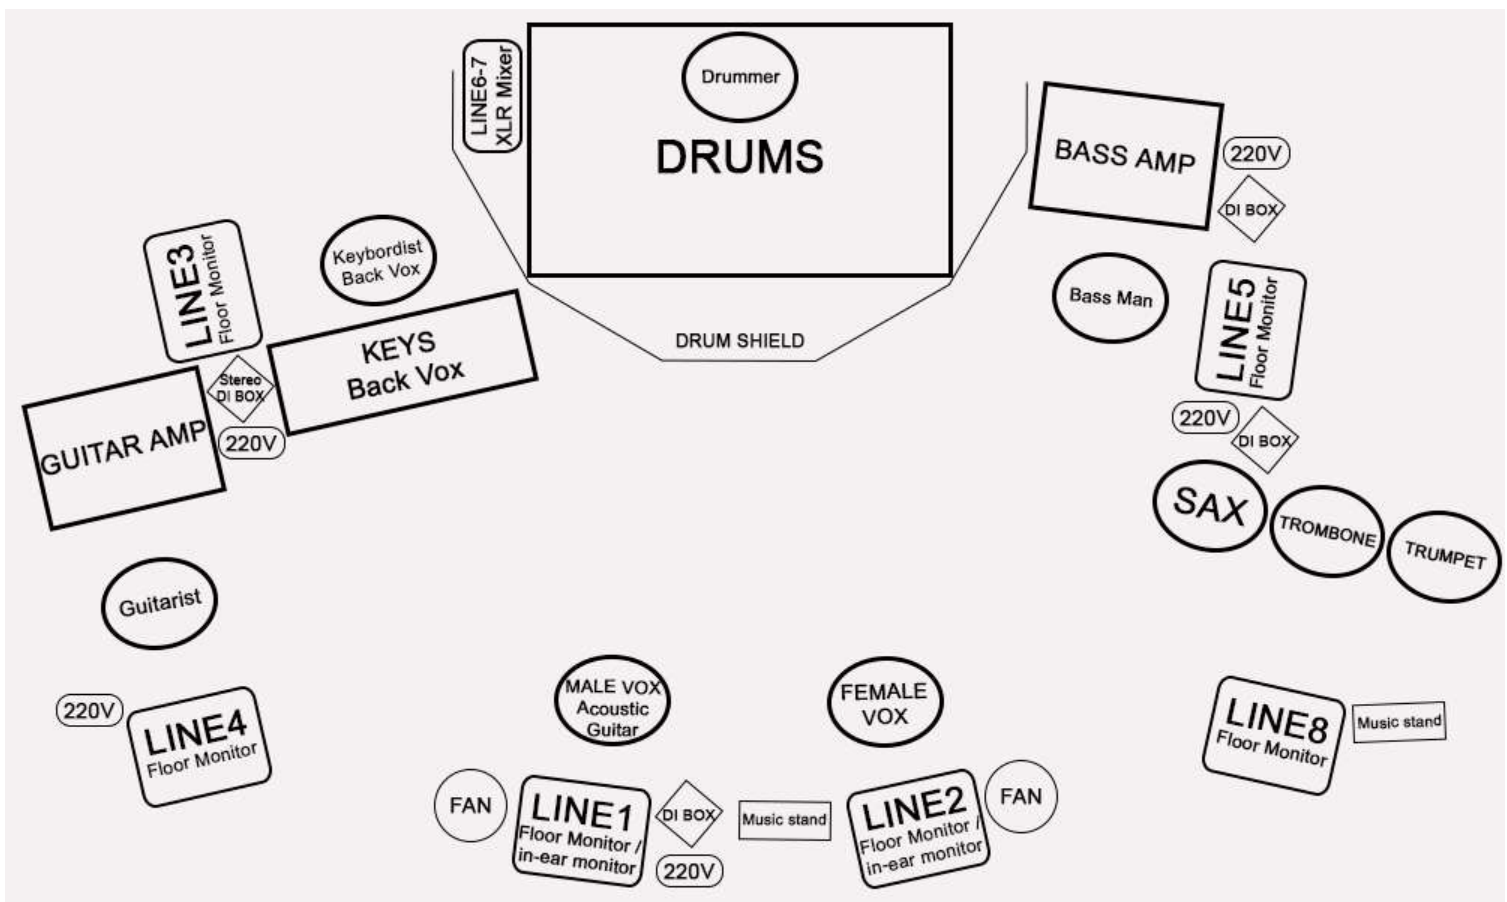 LINE6-7
XLR Mixer
Drummer
DRUMS
BASS AMP
220V
DI BOX
LINE3
Floor Monitor
Keybordist
Back Vox
KEYS
Back Vox
DRUM SHIELD
Bass Man
LINE5
Floor Monitor
Stereo
DI BOX
220V
GUITAR AMP
220V
DI BOX
SAX
TROMBONE
TRUMPET
Guitarist
220V
LINE4
Floor Monitor
MALE VOX
Acoustic
Guitar
FEMALE
VOX
LINE8
Floor Monitor
Music stand
FAN
LINE1
Floor Monitor /
in-ear monitor
DI BOX
220V
Music stand
LINE2
Floor Monitor /
in-ear monitor
FAN